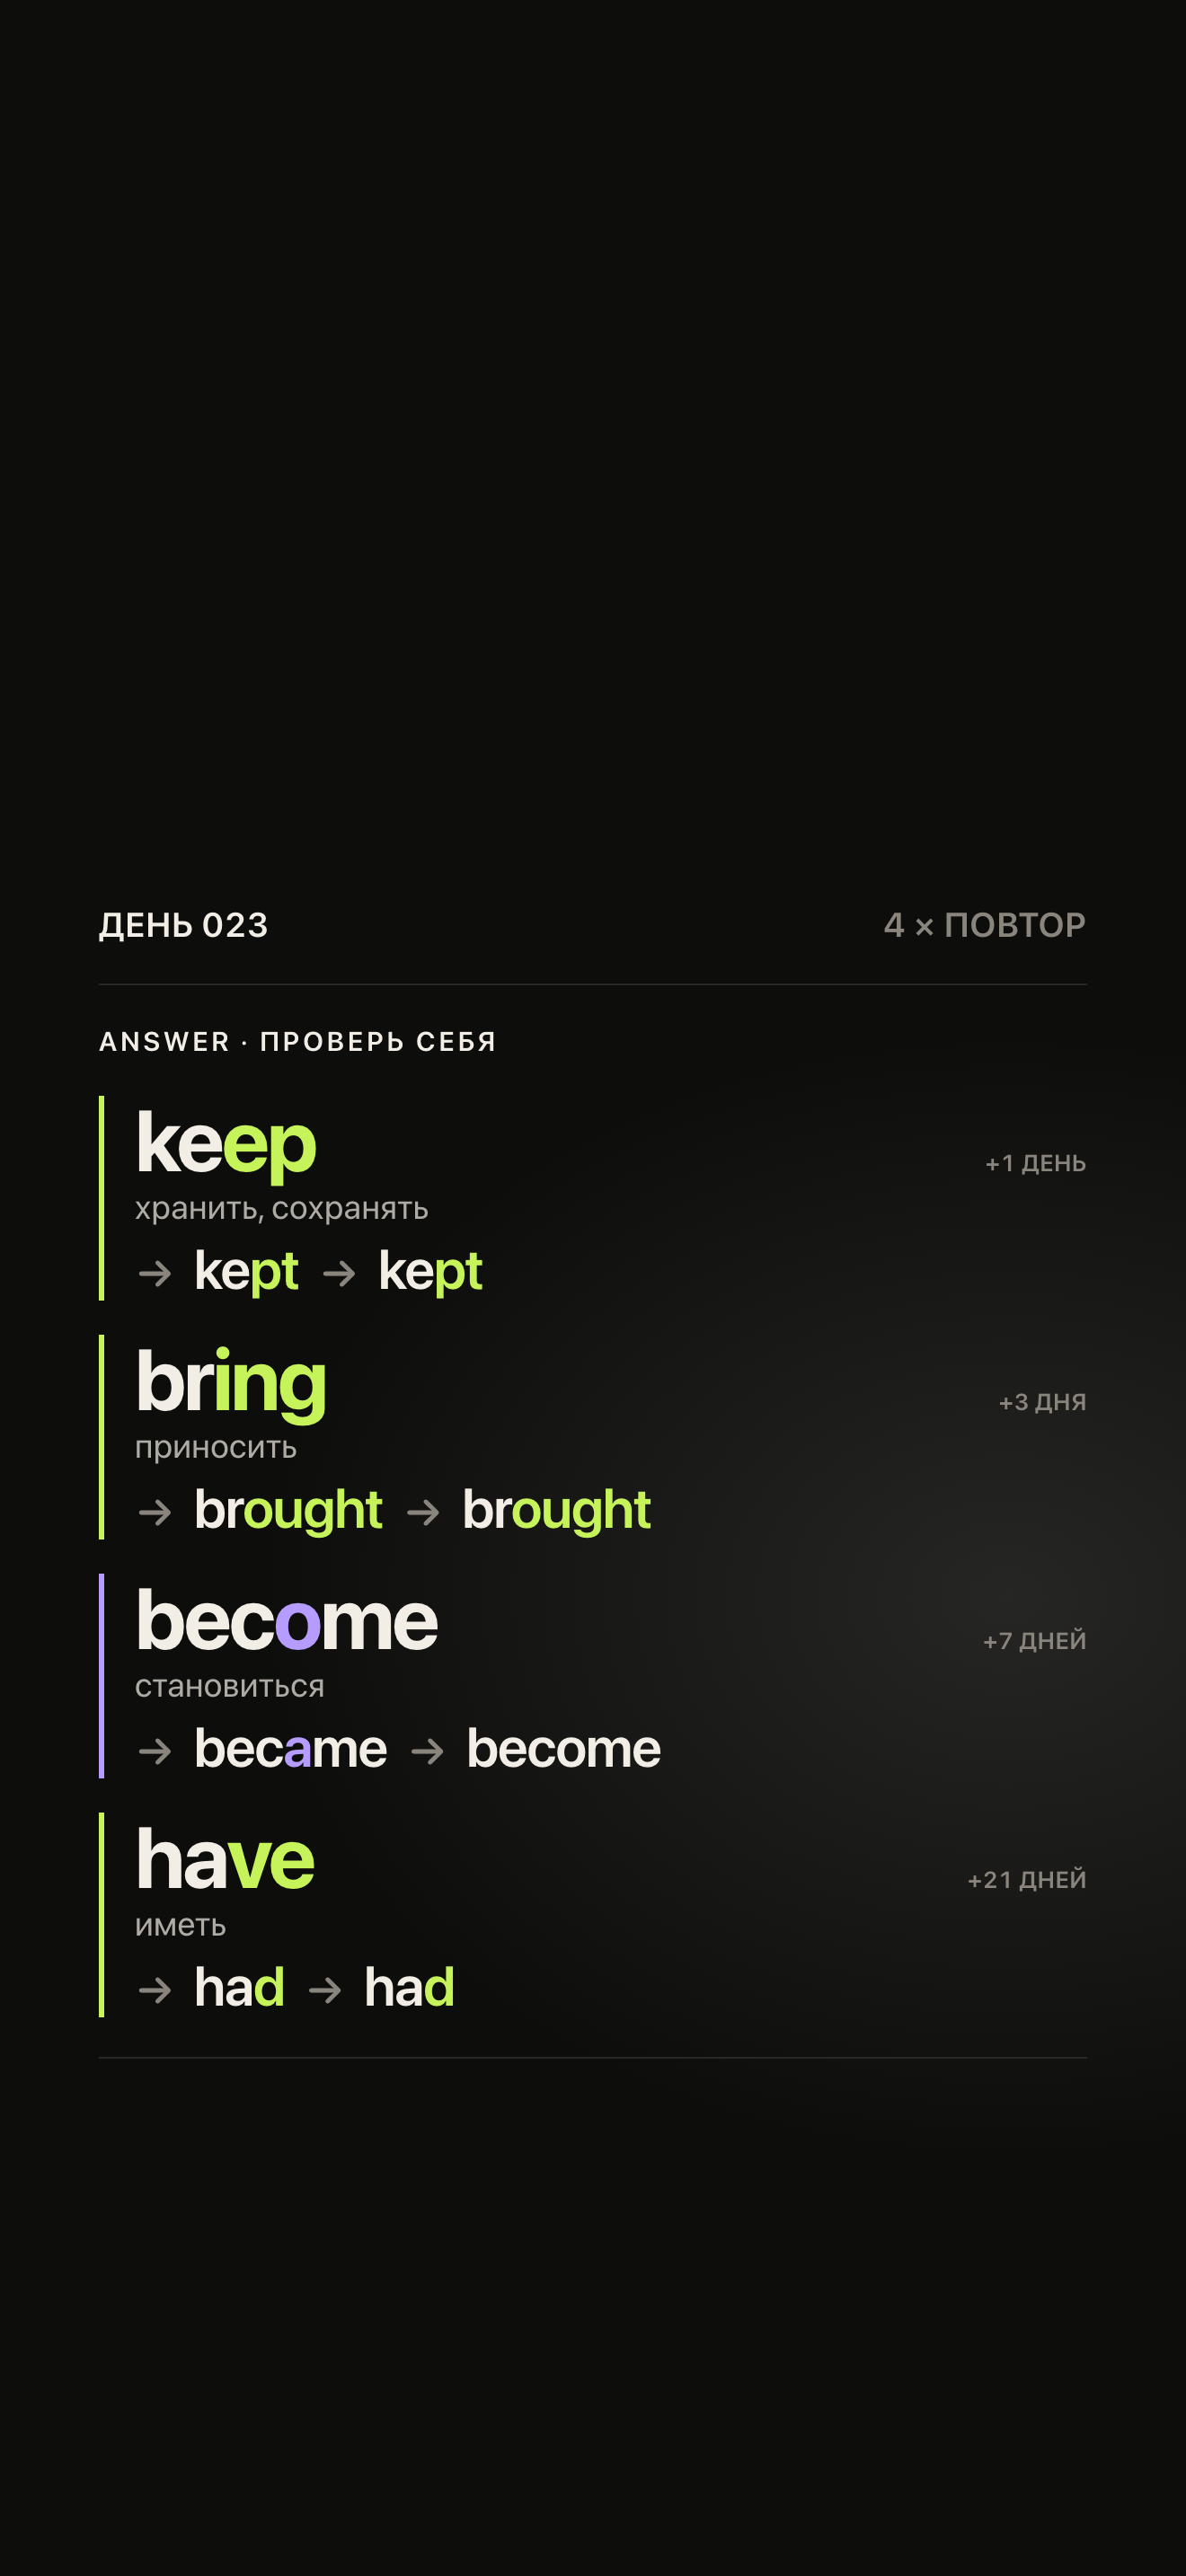 ДЕНЬ 023
4 × ПОВТОР
ANSWER · ПРОВЕРЬ СЕБЯ
keep
+1 ДЕНЬ
хранить, сохранять
→ kept → kept
bring
+3 ДНЯ
приносить
→ brought → brought
become
+7 ДНЕЙ
становиться
→ became → become
have
+21 ДНЕЙ
иметь
→ had → had